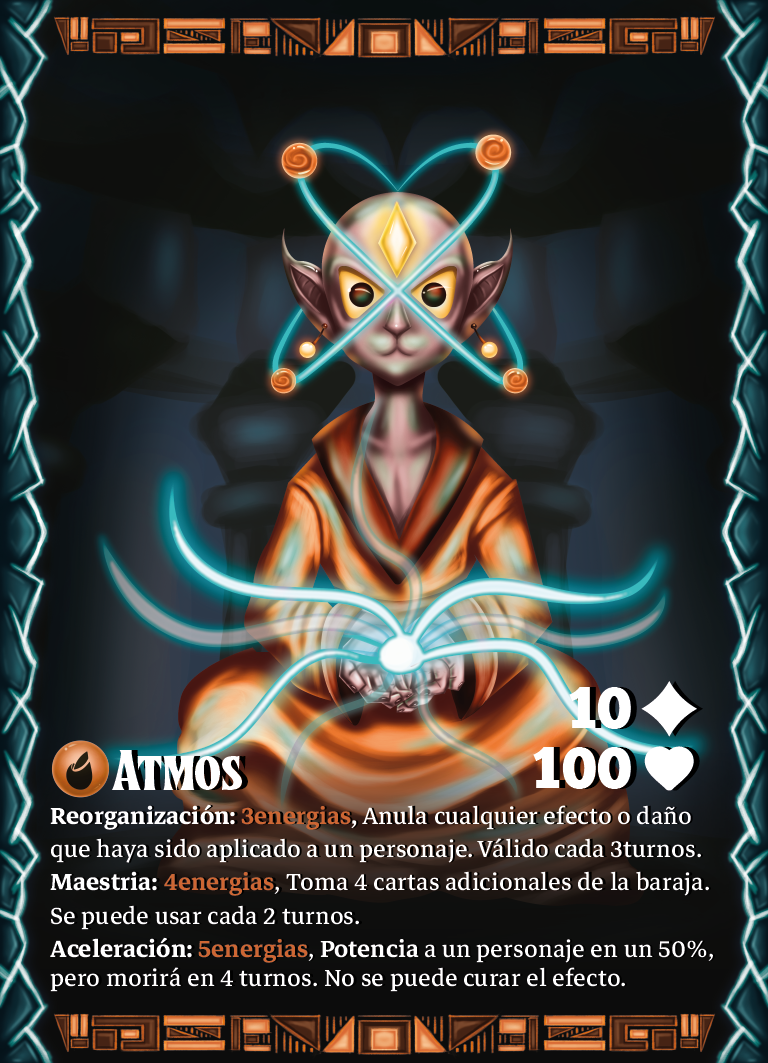 10
100
Atmos
Reorganización: 3energias, Anula cualquier efecto o daño
que haya sido aplicado a un personaje. Válido cada 3turnos.
Maestria: 4energias, Toma 4 cartas adicionales de la baraja.
Se puede usar cada 2 turnos.
Aceleración: 5energias, Potencia a un personaje en un 50%,
pero morirá en 4 turnos. No se puede curar el efecto.